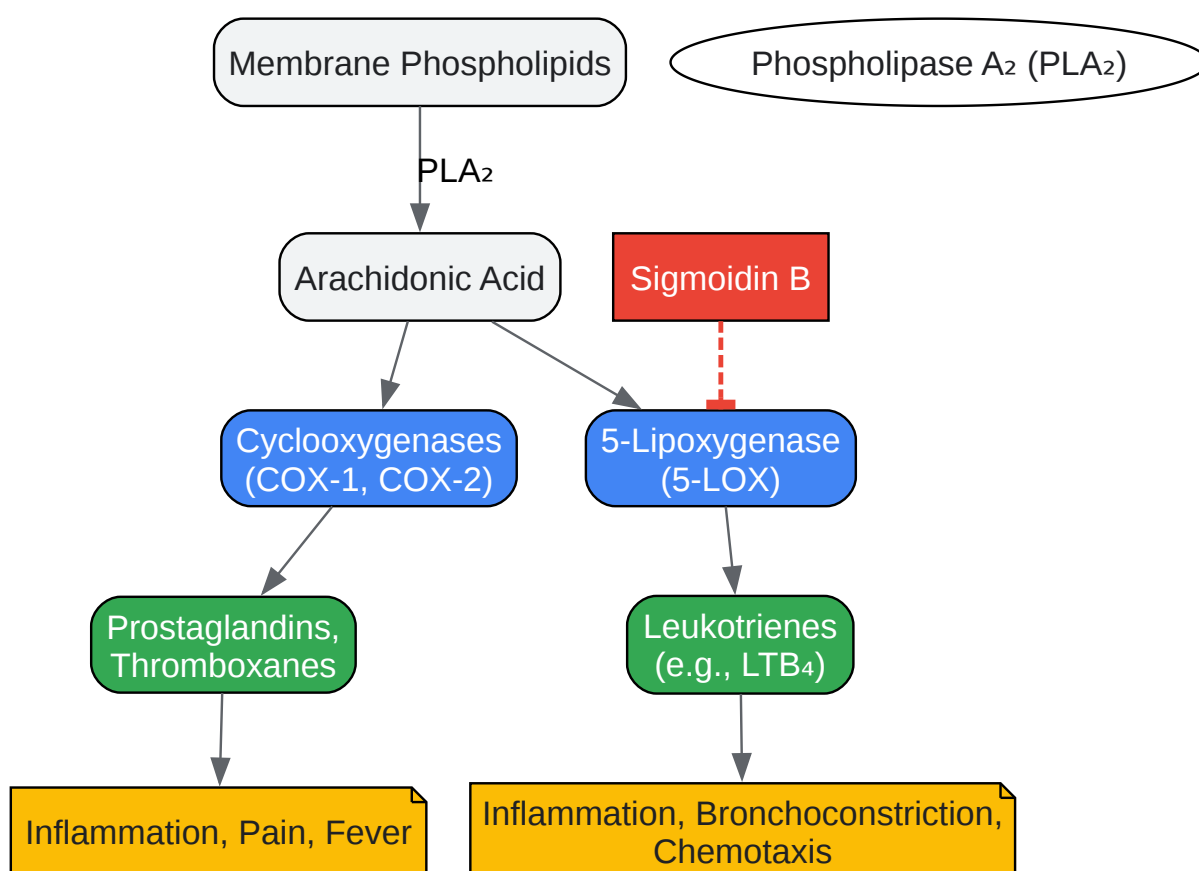 Membrane Phospholipids
Phospholipase A₂ (PLA₂)
PLA₂
Arachidonic Acid
Sigmoidin B
Cyclooxygenases
(COX-1, COX-2)
5-Lipoxygenase
(5-LOX)
Prostaglandins,
Thromboxanes
Leukotrienes
(e.g., LTB₄)
Inflammation, Pain, Fever
Inflammation, Bronchoconstriction,
Chemotaxis